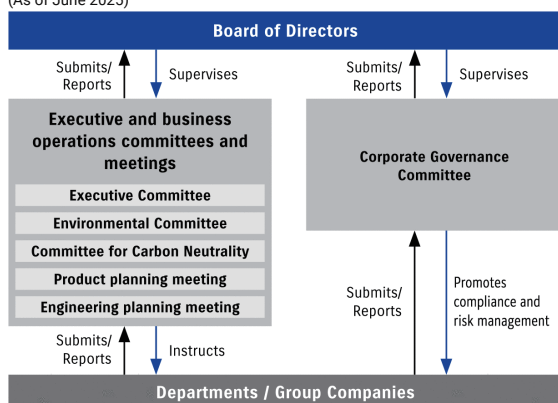 (As of June 2025)
Board of Directors
Submits/
Reports
Supervises
Submits/
Reports
Supervises
Executive and business
operations committees and
meetings
Executive Committee
Environmental Committee
Committee for Carbon Neutrality
Product planning meeting
Engineering planning meeting
Corporate Governance
Committee
Submits/
Reports
Instructs
Submits/
Reports
Promotes
compliance and
risk management
Departments / Group Companies